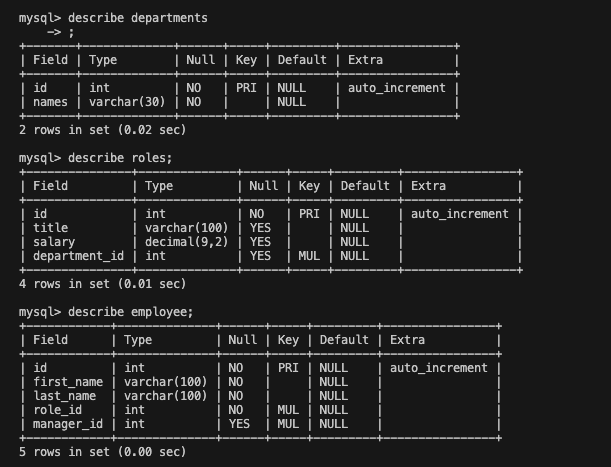 mysql> describe departments
    -> ;
+-------+-------------+------+-----+---------+----------------+
| Field | Type        | Null | Key | Default | Extra          |
+-------+-------------+------+-----+---------+----------------+
| id    | int         | NO   | PRI | NULL    | auto_increment |
| names | varchar(30) | NO   |     | NULL    |                |
+-------+-------------+------+-----+---------+----------------+
2 rows in set (0.02 sec)

mysql> describe roles;
+---------------+--------------+------+-----+---------+----------------+
| Field         | Type         | Null | Key | Default | Extra          |
+---------------+--------------+------+-----+---------+----------------+
| id            | int          | NO   | PRI | NULL    | auto_increment |
| title         | varchar(100) | YES  |     | NULL    |                |
| salary        | decimal(9,2) | YES  |     | NULL    |                |
| department_id | int          | YES  | MUL | NULL    |                |
+---------------+--------------+------+-----+---------+----------------+
4 rows in set (0.01 sec)

mysql> describe employee;
+------------+--------------+------+-----+---------+----------------+
| Field      | Type         | Null | Key | Default | Extra          |
+------------+--------------+------+-----+---------+----------------+
| id         | int          | NO   | PRI | NULL    | auto_increment |
| first_name | varchar(100) | NO   |     | NULL    |                |
| last_name  | varchar(100) | NO   |     | NULL    |                |
| role_id    | int          | NO   | MUL | NULL    |                |
| manager_id | int          | YES  | MUL | NULL    |                |
+------------+--------------+------+-----+---------+----------------+
5 rows in set (0.00 sec)